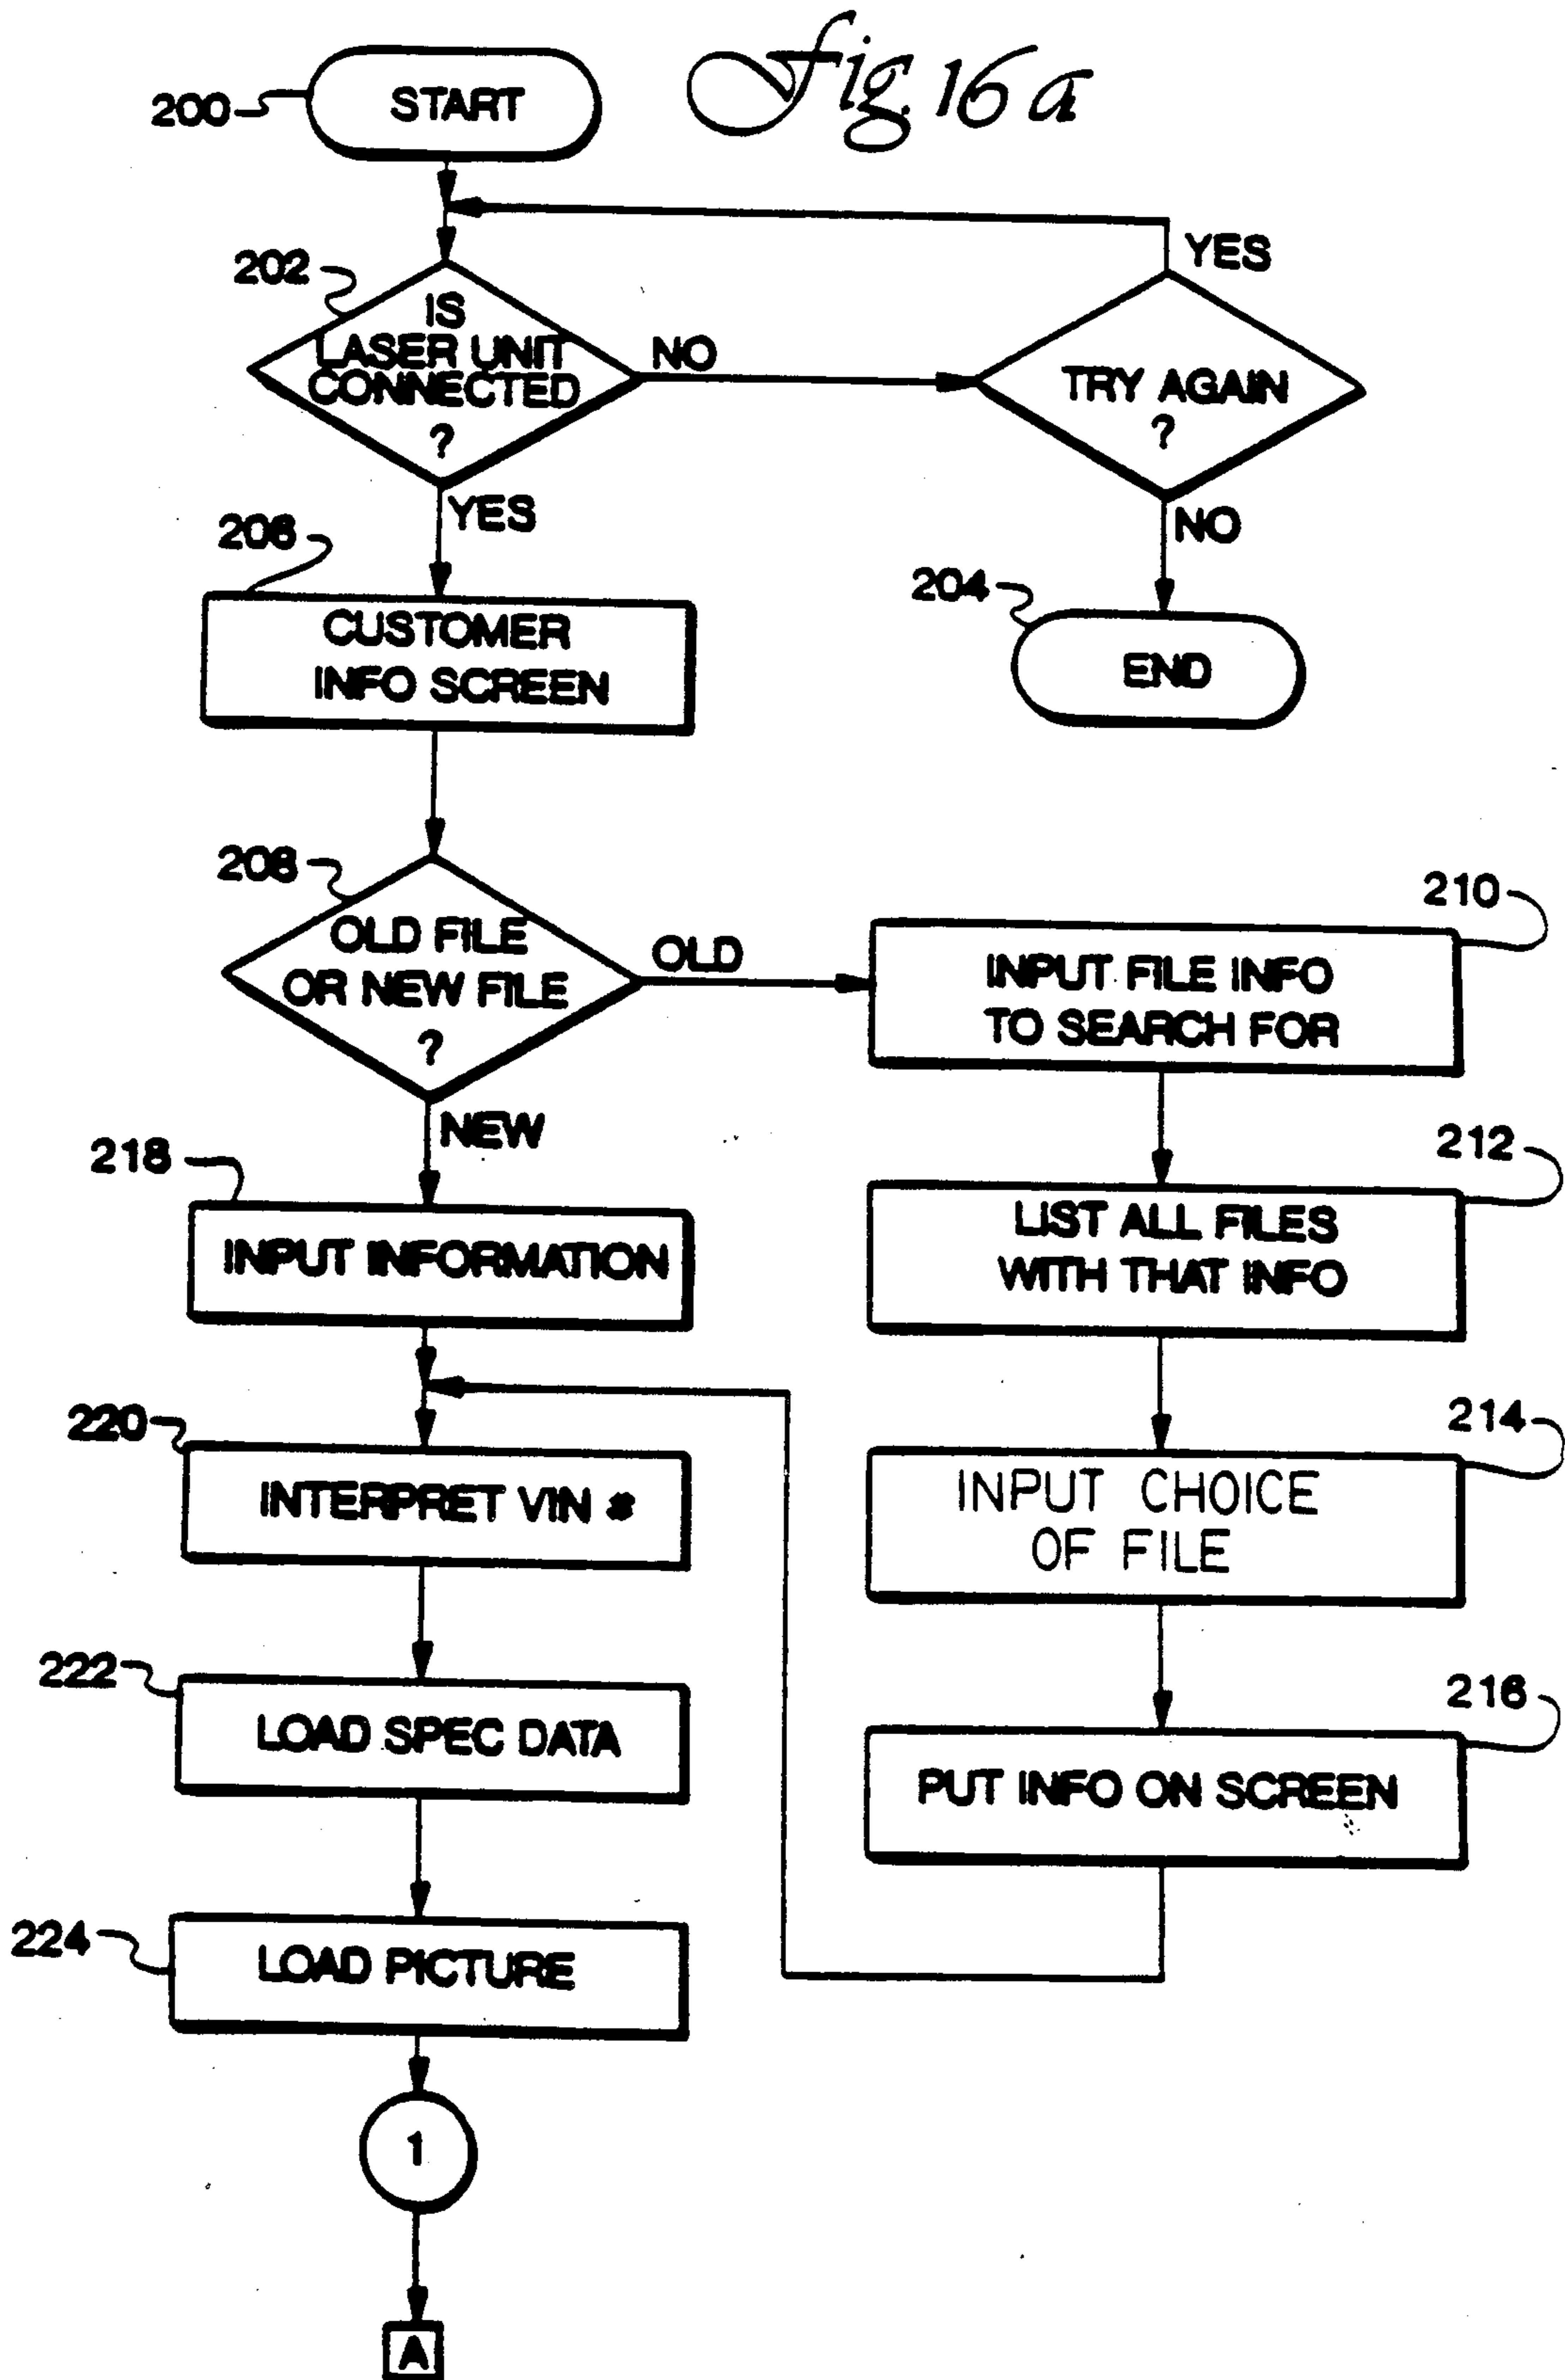 Fig. 16a
200
START
202
IS
LASER UNIT
CONNECTED
?
NO
YES
TRY AGAIN
?
YES
NO
204
END
206
CUSTOMER
INFO SCREEN
208
OLD FILE
OR NEW FILE
?
OLD
NEW
210
INPUT FILE INFO
TO SEARCH FOR
212
LIST ALL FILES
WITH THAT INFO
214
INPUT CHOICE
OF FILE
216
PUT INFO ON SCREEN
218
INPUT INFORMATION
220
INTERPRET VIN #
222
LOAD SPEC DATA
224
LOAD PICTURE
1
A